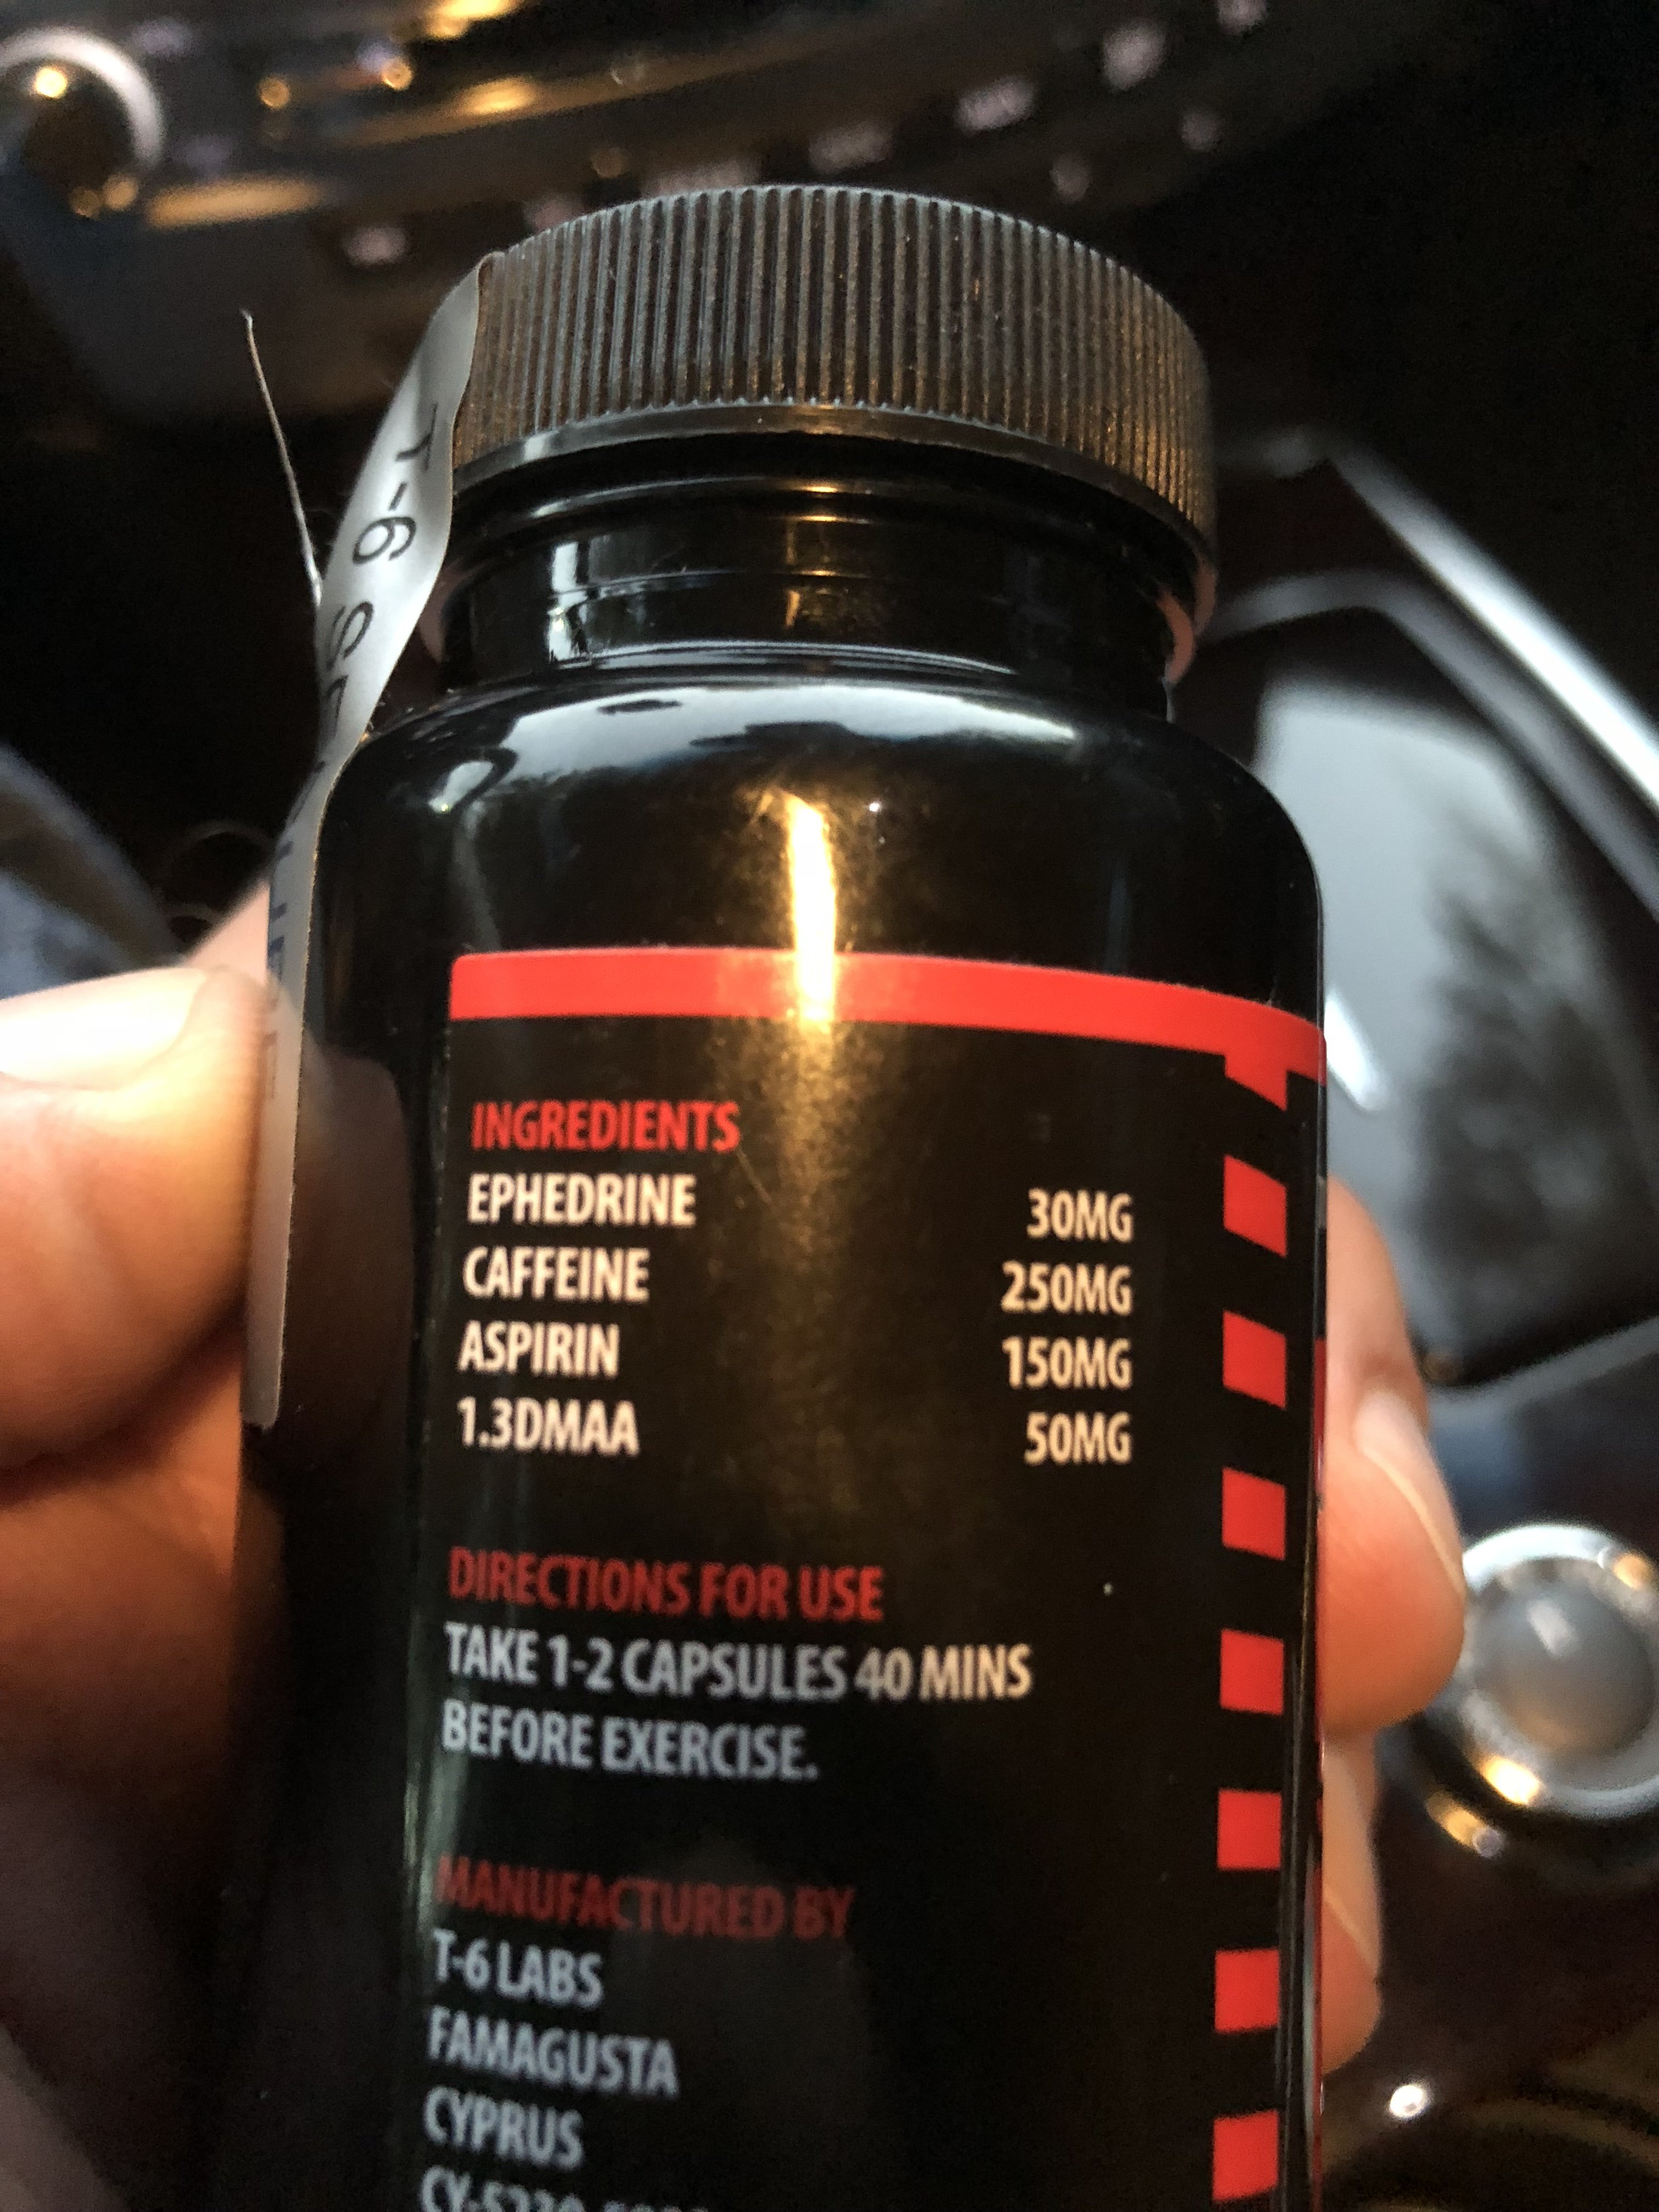 T-6
INGREDIENTS
EPHEDRINE 30MG
CAFFEINE 250MG
ASPIRIN 150MG
1.3DMAA 50MG
DIRECTIONS FOR USE
TAKE 1-2 CAPSULES 40 MINS
BEFORE EXERCISE.
MANUFACTURED BY
T-6 LABS
FAMAGUSTA
CYPRUS